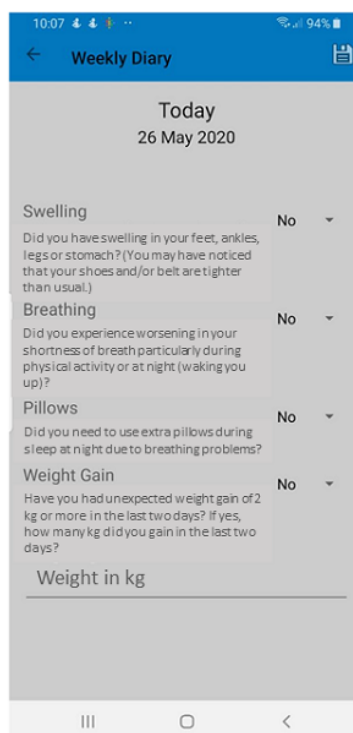 10:07
94%
Weekly Diary
Today
26 May 2020
Swelling
No
Did you have swelling in your feet, ankles,
legs or stomach? (You may have noticed
that your shoes and/or belt are tighter
than usual.)
Breathing
No
Did you experience worsening in your
shortness of breath particularly during
physical activity or at night (waking you
up)?
Pillows
No
Did you need to use extra pillows during
sleep at night due to breathing problems?
Weight Gain
No
Have you had unexpected weight gain of 2
kg or more in the last two days? If yes,
how many kg did you gain in the last two
days?
Weight in kg